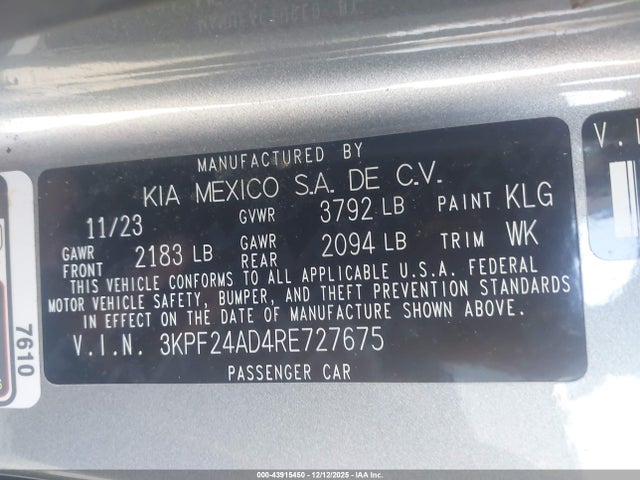 MANUFACTURED BY
KIA MEXICO S.A. DE C.V.
11/23 GVWR 3792 LB PAINT KLG
GAWR FRONT 2183 LB GAWR REAR 2094 LB TRIM WK
THIS VEHICLE CONFORMS TO ALL APPLICABLE U.S.A. FEDERAL
MOTOR VEHICLE SAFETY, BUMPER, AND THEFT PREVENTION STANDARDS
IN EFFECT ON THE DATE OF MANUFACTURE SHOWN ABOVE.
V.I.N. 3KPF24AD4RE727675
PASSENGER CAR
7610
V.I
000-43915450 - 12/12/2025 - IAA Inc.